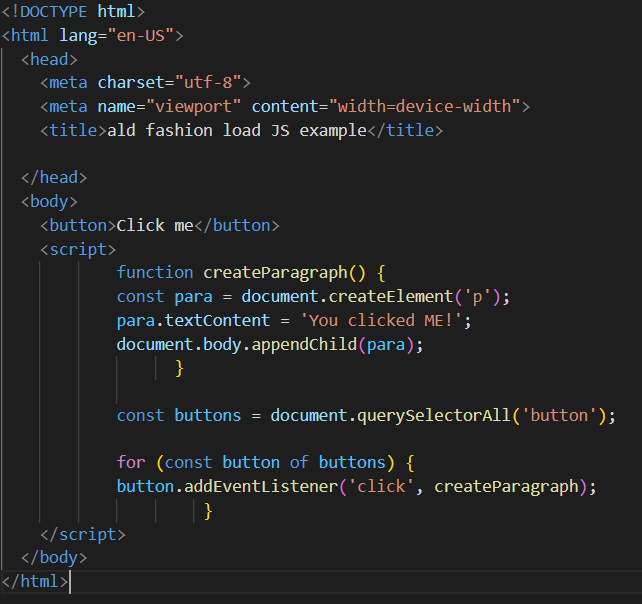 <!DOCTYPE html>
<html lang="en-US">
<head>
<meta charset="utf-8">
<meta name="viewport" content="width=device-width">
<title>ald fashion load JS example</title>
</head>
<body>
<button>Click me</button>
<script>
function createParagraph() {
const para = document.createElement('p');
para.textContent = 'You clicked ME!';
document.body.appendChild(para);
}
const buttons = document.querySelectorAll('button');
for (const button of buttons) {
button.addEventListener('click', createParagraph);
}
</script>
</body>
</html>